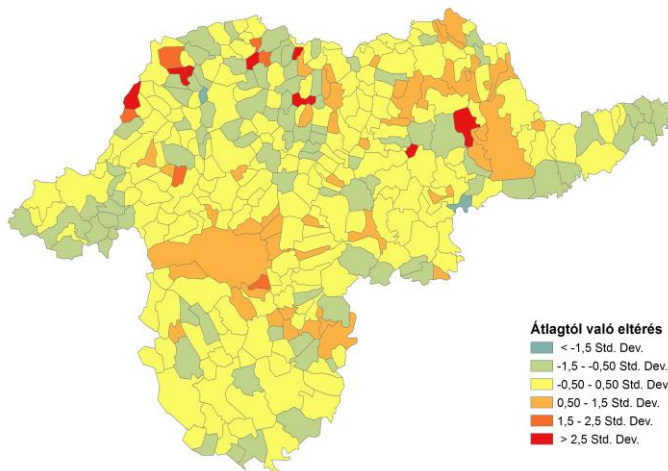 Átlagtól való eltérés
< -1,5 Std. Dev.
-1,5 - -0,50 Std. Dev.
-0,50 - 0,50 Std. Dev.
0,50 - 1,5 Std. Dev.
1,5 - 2,5 Std. Dev.
> 2,5 Std. Dev.